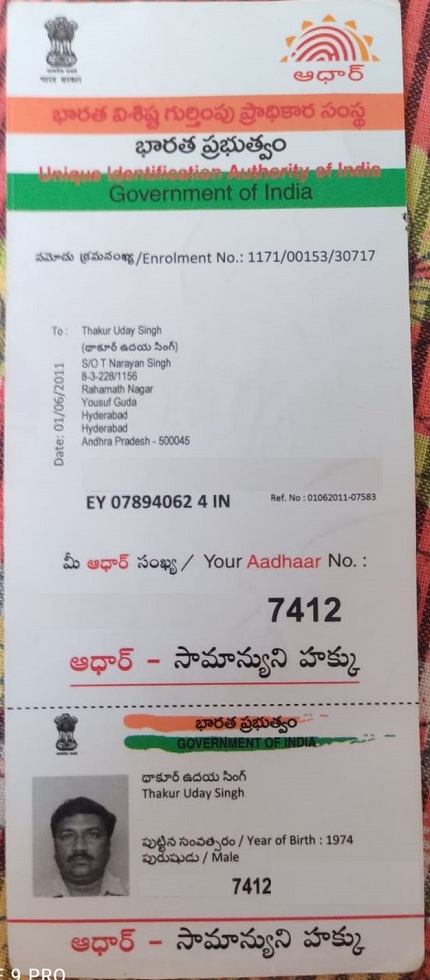 भारत सरकार
ఆధార్
భారత విశిష్ట గుర్తింపు ప్రాధికార సంస్థ
భారత ప్రభుత్వం
Unique Identification Authority of India
Government of India
నమోదు క్రమసంఖ్య/Enrolment No.: 1171/00153/30717
To : Thakur Uday Singh
(థాకూర్ ఉదయ సింగ్)
S/O T Narayan Singh
8-3-228/1156
Rahamath Nagar
Yousuf Guda
Hyderabad
Hyderabad
Andhra Pradesh - 500045
Date: 01/06/2011
EY 07894062 4 IN
Ref. No : 01062011-07583
మీ ఆధార్ సంఖ్య / Your Aadhaar No. :
7412
ఆధార్ – సామాన్యుని హక్కు
భారత ప్రభుత్వం
GOVERNMENT OF INDIA
థాకూర్ ఉదయ సింగ్
Thakur Uday Singh
పుట్టిన సంవత్సరం / Year of Birth : 1974
పురుషుడు / Male
7412
ఆధార్ – సామాన్యుని హక్కు
9 PRO